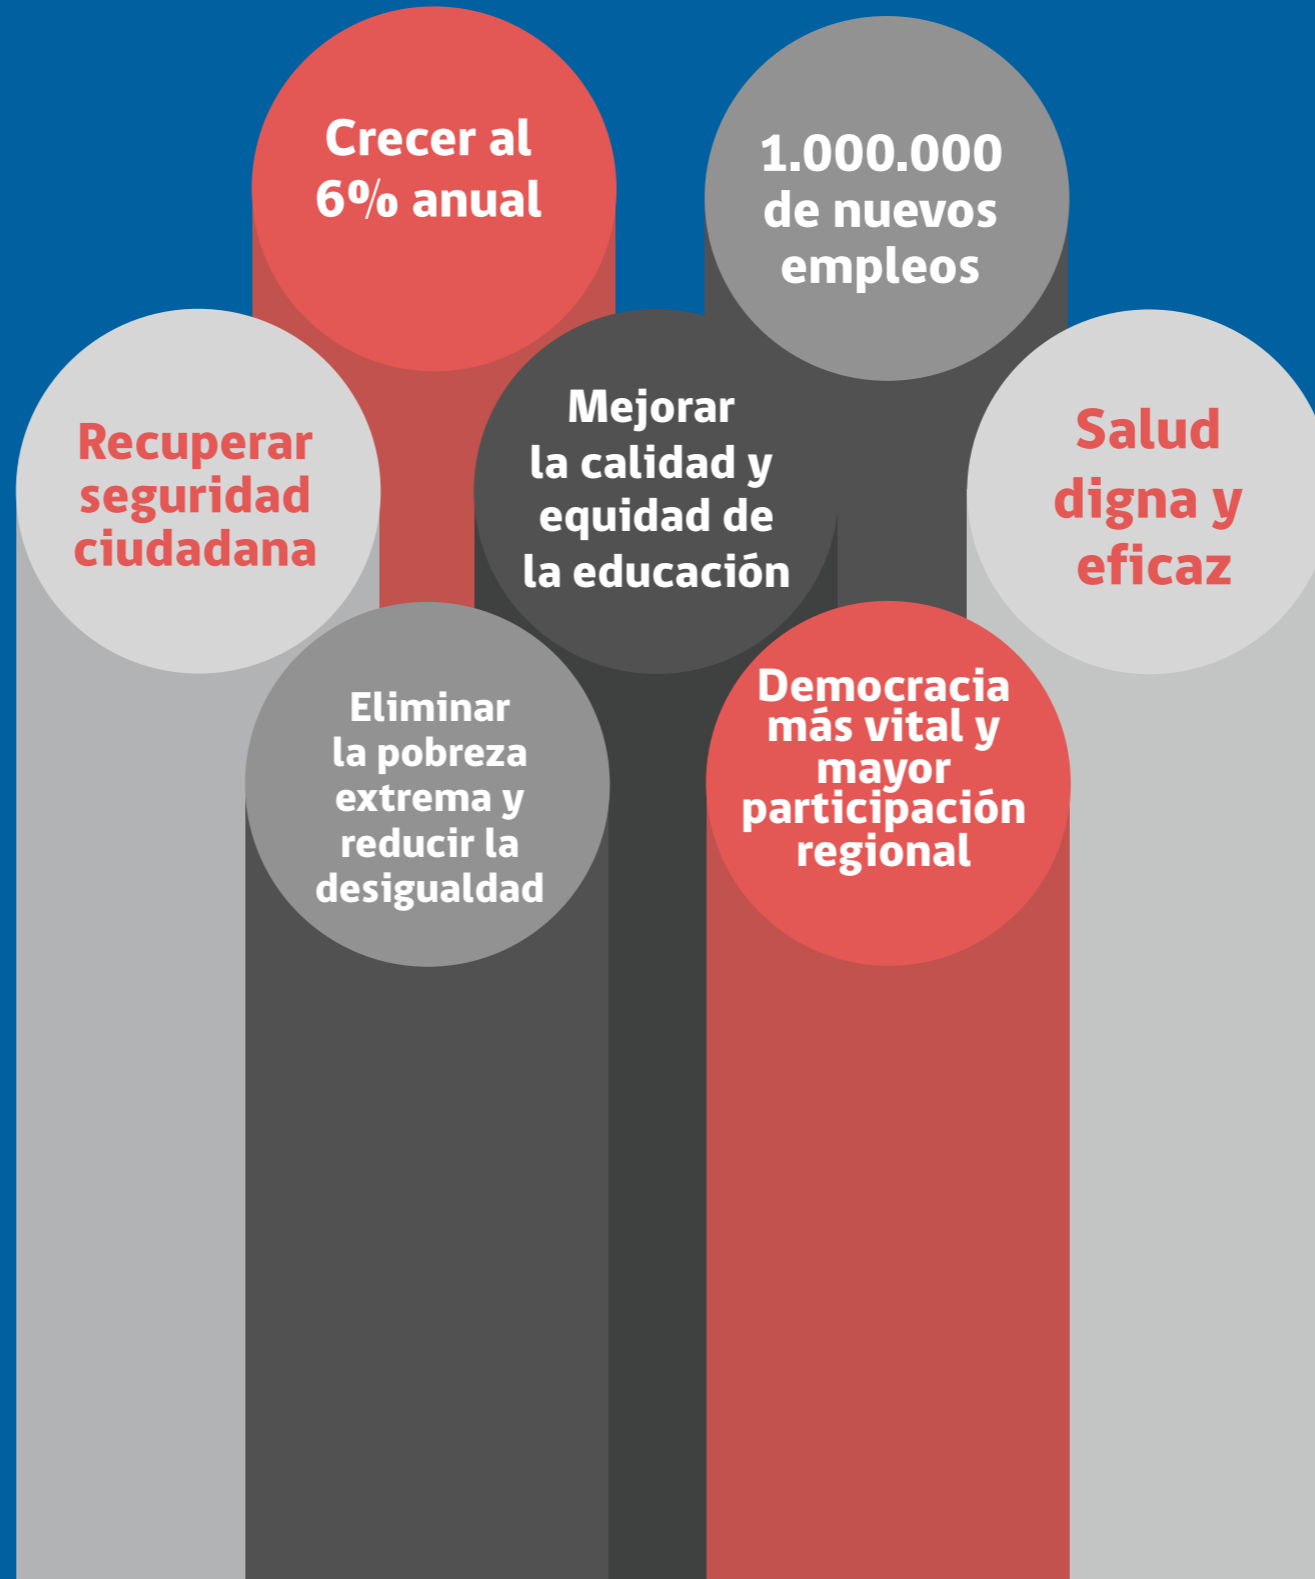 Crecer al
6% anual
1.000.000
de nuevos
empleos
Recuperar
seguridad
ciudadana
Mejorar
la calidad y
equidad de
la educación
Salud
digna y
eficaz
Eliminar
la pobreza
extrema y
reducir la
desigualdad
Democracia
más vital y
mayor
participación
regional